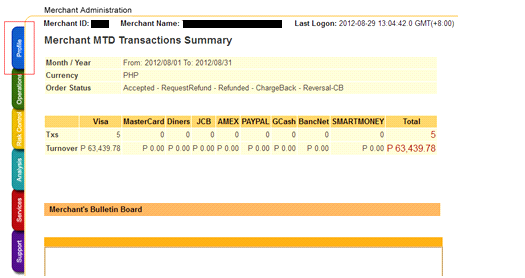 Merchant Administration
Merchant ID: Merchant Name: Last Logon: 2012-08-29 13:04:42.0 GMT(+8.00)
Merchant MTD Transactions Summary
Month / Year From: 2012/08/01 To: 2012/08/31
Currency PHP
Order Status Accepted - RequestRefund - Refunded - ChargeBack - Reversal-CB
Visa MasterCard Diners JCB AMEX PAYPAL GCash BancNet SMARTMONEY Total
Txs 5 0 0 0 0 0 0 0 0 5
Turnover P 63,439.78 P 0.00 P 0.00 P 0.00 P 0.00 P 0.00 P 0.00 P 0.00 P 0.00 P 63,439.78
Merchant's Bulletin Board
Profile
Operations
Risk Control
Analysis
Services
Support